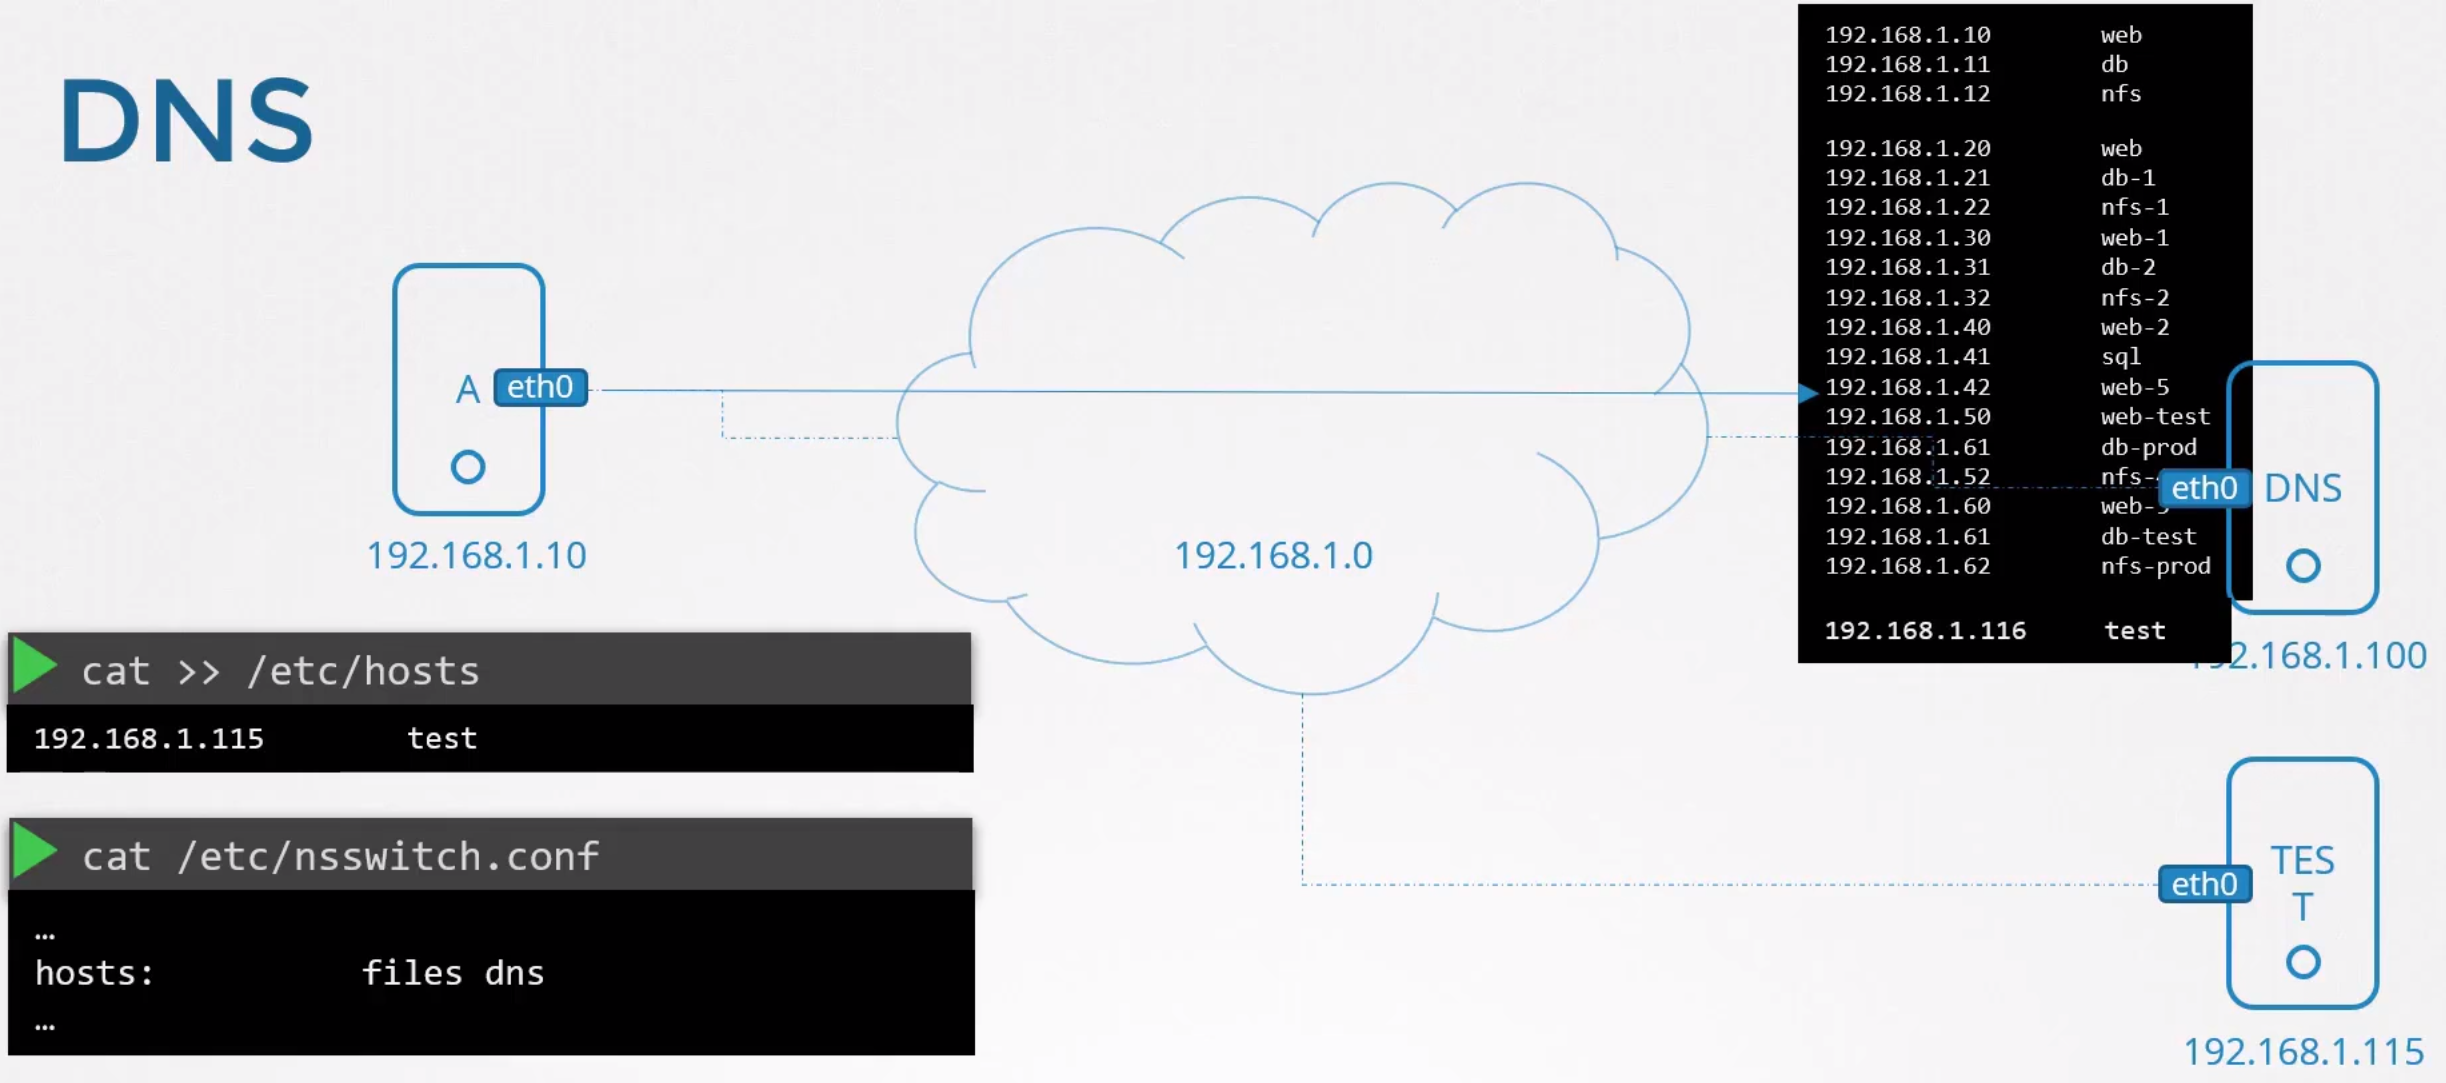 DNS
A
eth0
192.168.1.10
192.168.1.0
192.168.1.10 web
192.168.1.11 db
192.168.1.12 nfs
192.168.1.20 web
192.168.1.21 db-1
192.168.1.22 nfs-1
192.168.1.30 web-1
192.168.1.31 db-2
192.168.1.32 nfs-2
192.168.1.40 web-2
192.168.1.41 sql
192.168.1.42 web-5
192.168.1.50 web-test
192.168.1.61 db-prod
192.168.1.52
192.168.1.60
192.168.1.61 db-test
192.168.1.62 nfs-prod
192.168.1.116 test
eth0
DNS
2.168.1.100
cat >> /etc/hosts
192.168.1.115 test
cat /etc/nsswitch.conf
…
hosts: files dns
…
eth0
TES
T
192.168.1.115